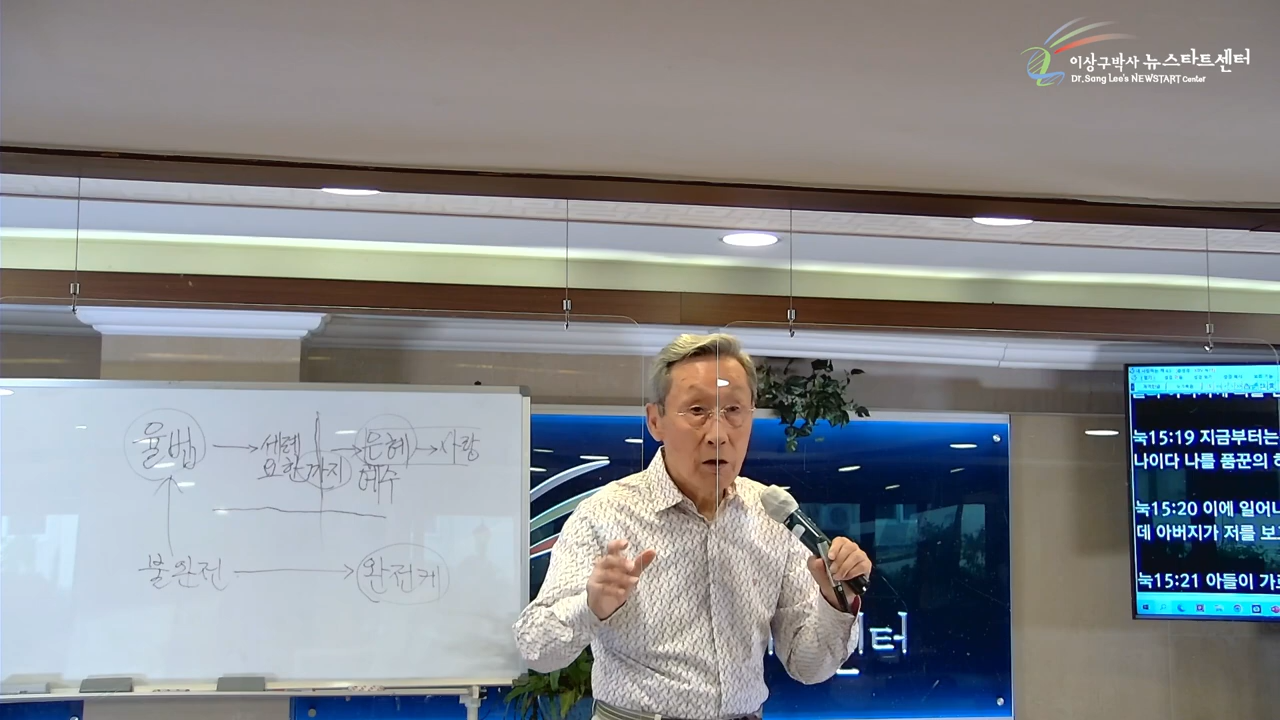 이상구박사 뉴스타트센터
Dr. Sang Lee's NEWSTART Center
율법 → 세례 → 은혜 → 사랑
요한까지 예수
불완전 → 완전케
눅15:19 지금부터는
나이다 나를 품꾼의
눅15:20 이에 일어나
데 아버지가 저를 보
눅15:21 아들이 가로
센터